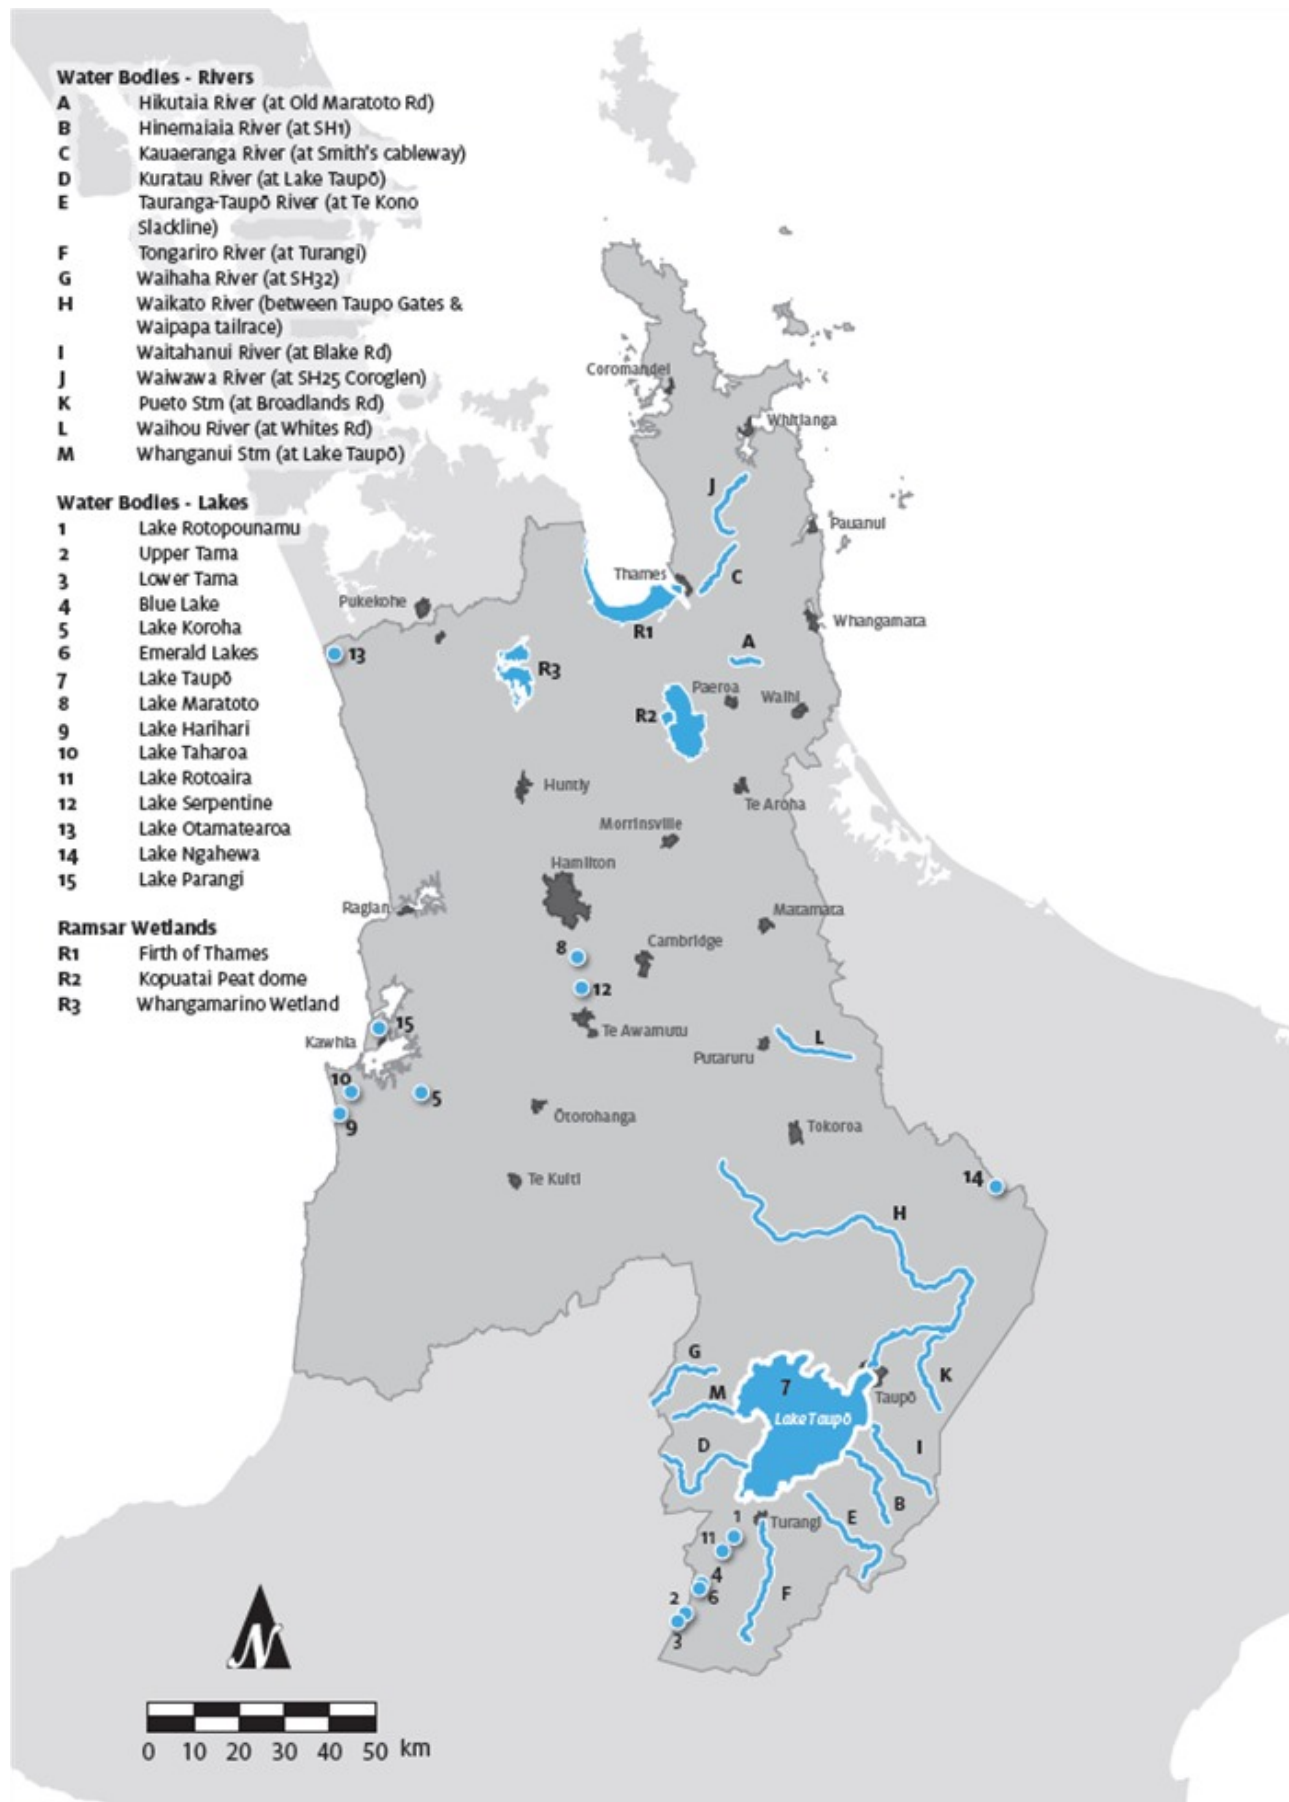 Water Bodies - Rivers
A Hikutaia River (at Old Maratoto Rd)
B Hinemaiaia River (at SH1)
C Kauaeranga River (at Smith's cableway)
D Kuratau River (at Lake Taupō)
E Tauranga-Taupō River (at Te Kono
Slackline)
F Tongariro River (at Turangi)
G Waihaha River (at SH32)
H Waikato River (between Taupo Gates &
Waipapa tailrace)
I Waitahanui River (at Blake Rd)
J Waiwawa River (at SH25 Coroglen)
K Pueto Stm (at Broadlands Rd)
L Waihou River (at Whites Rd)
M Whanganui Stm (at Lake Taupō)
Water Bodies - Lakes
1 Lake Rotopounamu
2 Upper Tama
3 Lower Tama
4 Blue Lake
5 Lake Koroha
6 Emerald Lakes
7 Lake Taupō
8 Lake Maratoto
9 Lake Harihari
10 Lake Taharoa
11 Lake Rotoaira
12 Lake Serpentine
13 Lake Otamatearoa
14 Lake Ngahewa
15 Lake Parangi
Ramsar Wetlands
R1 Firth of Thames
R2 Kopuatai Peat dome
R3 Whangamarino Wetland
Coromandel
Whitianga
J
Pauanui
Thames
C
Pukekohe
Whangamata
R1
A
13
R3
Paeroa
Waihi
R2
Huntly
Te Aroha
Morrinsville
Hamilton
Raglan
Matamata
Cambridge
8
12
15
Te Awamutu
L
Kawhia
Putaruru
10
5
9
Ōtorohanga
Tokoroa
Te Kuiti
14
H
G
7
K
M
Taupō
Lake Taupō
D
I
B
1
Turangi
E
11
4
6
2
F
3
N
0 10 20 30 40 50 km